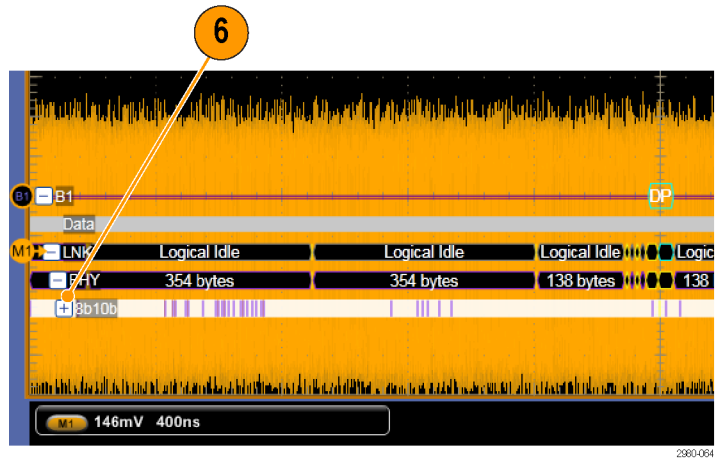 6
B1 − B1 DP
Data
M1 − LNK Logical Idle Logical Idle Logical Idle Logic
− PHY 354 bytes 354 bytes 138 bytes 138
+ 8b10b
M1 146mV 400ns
2980-064